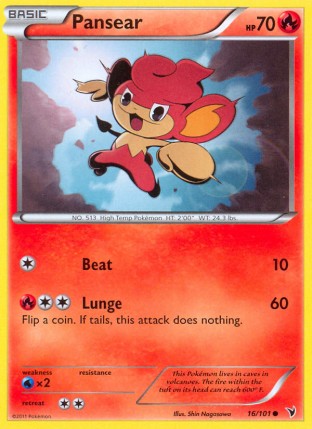 BASIC
Pansear HP70
NO. 513 High Temp Pokémon HT: 2'00" WT: 24.3 lbs.
Beat 10
Lunge 60
Flip a coin. If tails, this attack does nothing.
weakness resistance
×2
This Pokémon lives in caves in
volcanoes. The fire within the
tuft on its head can reach 600° F.
retreat
©2011 Pokémon Illus. Shin Nagasawa 16/101